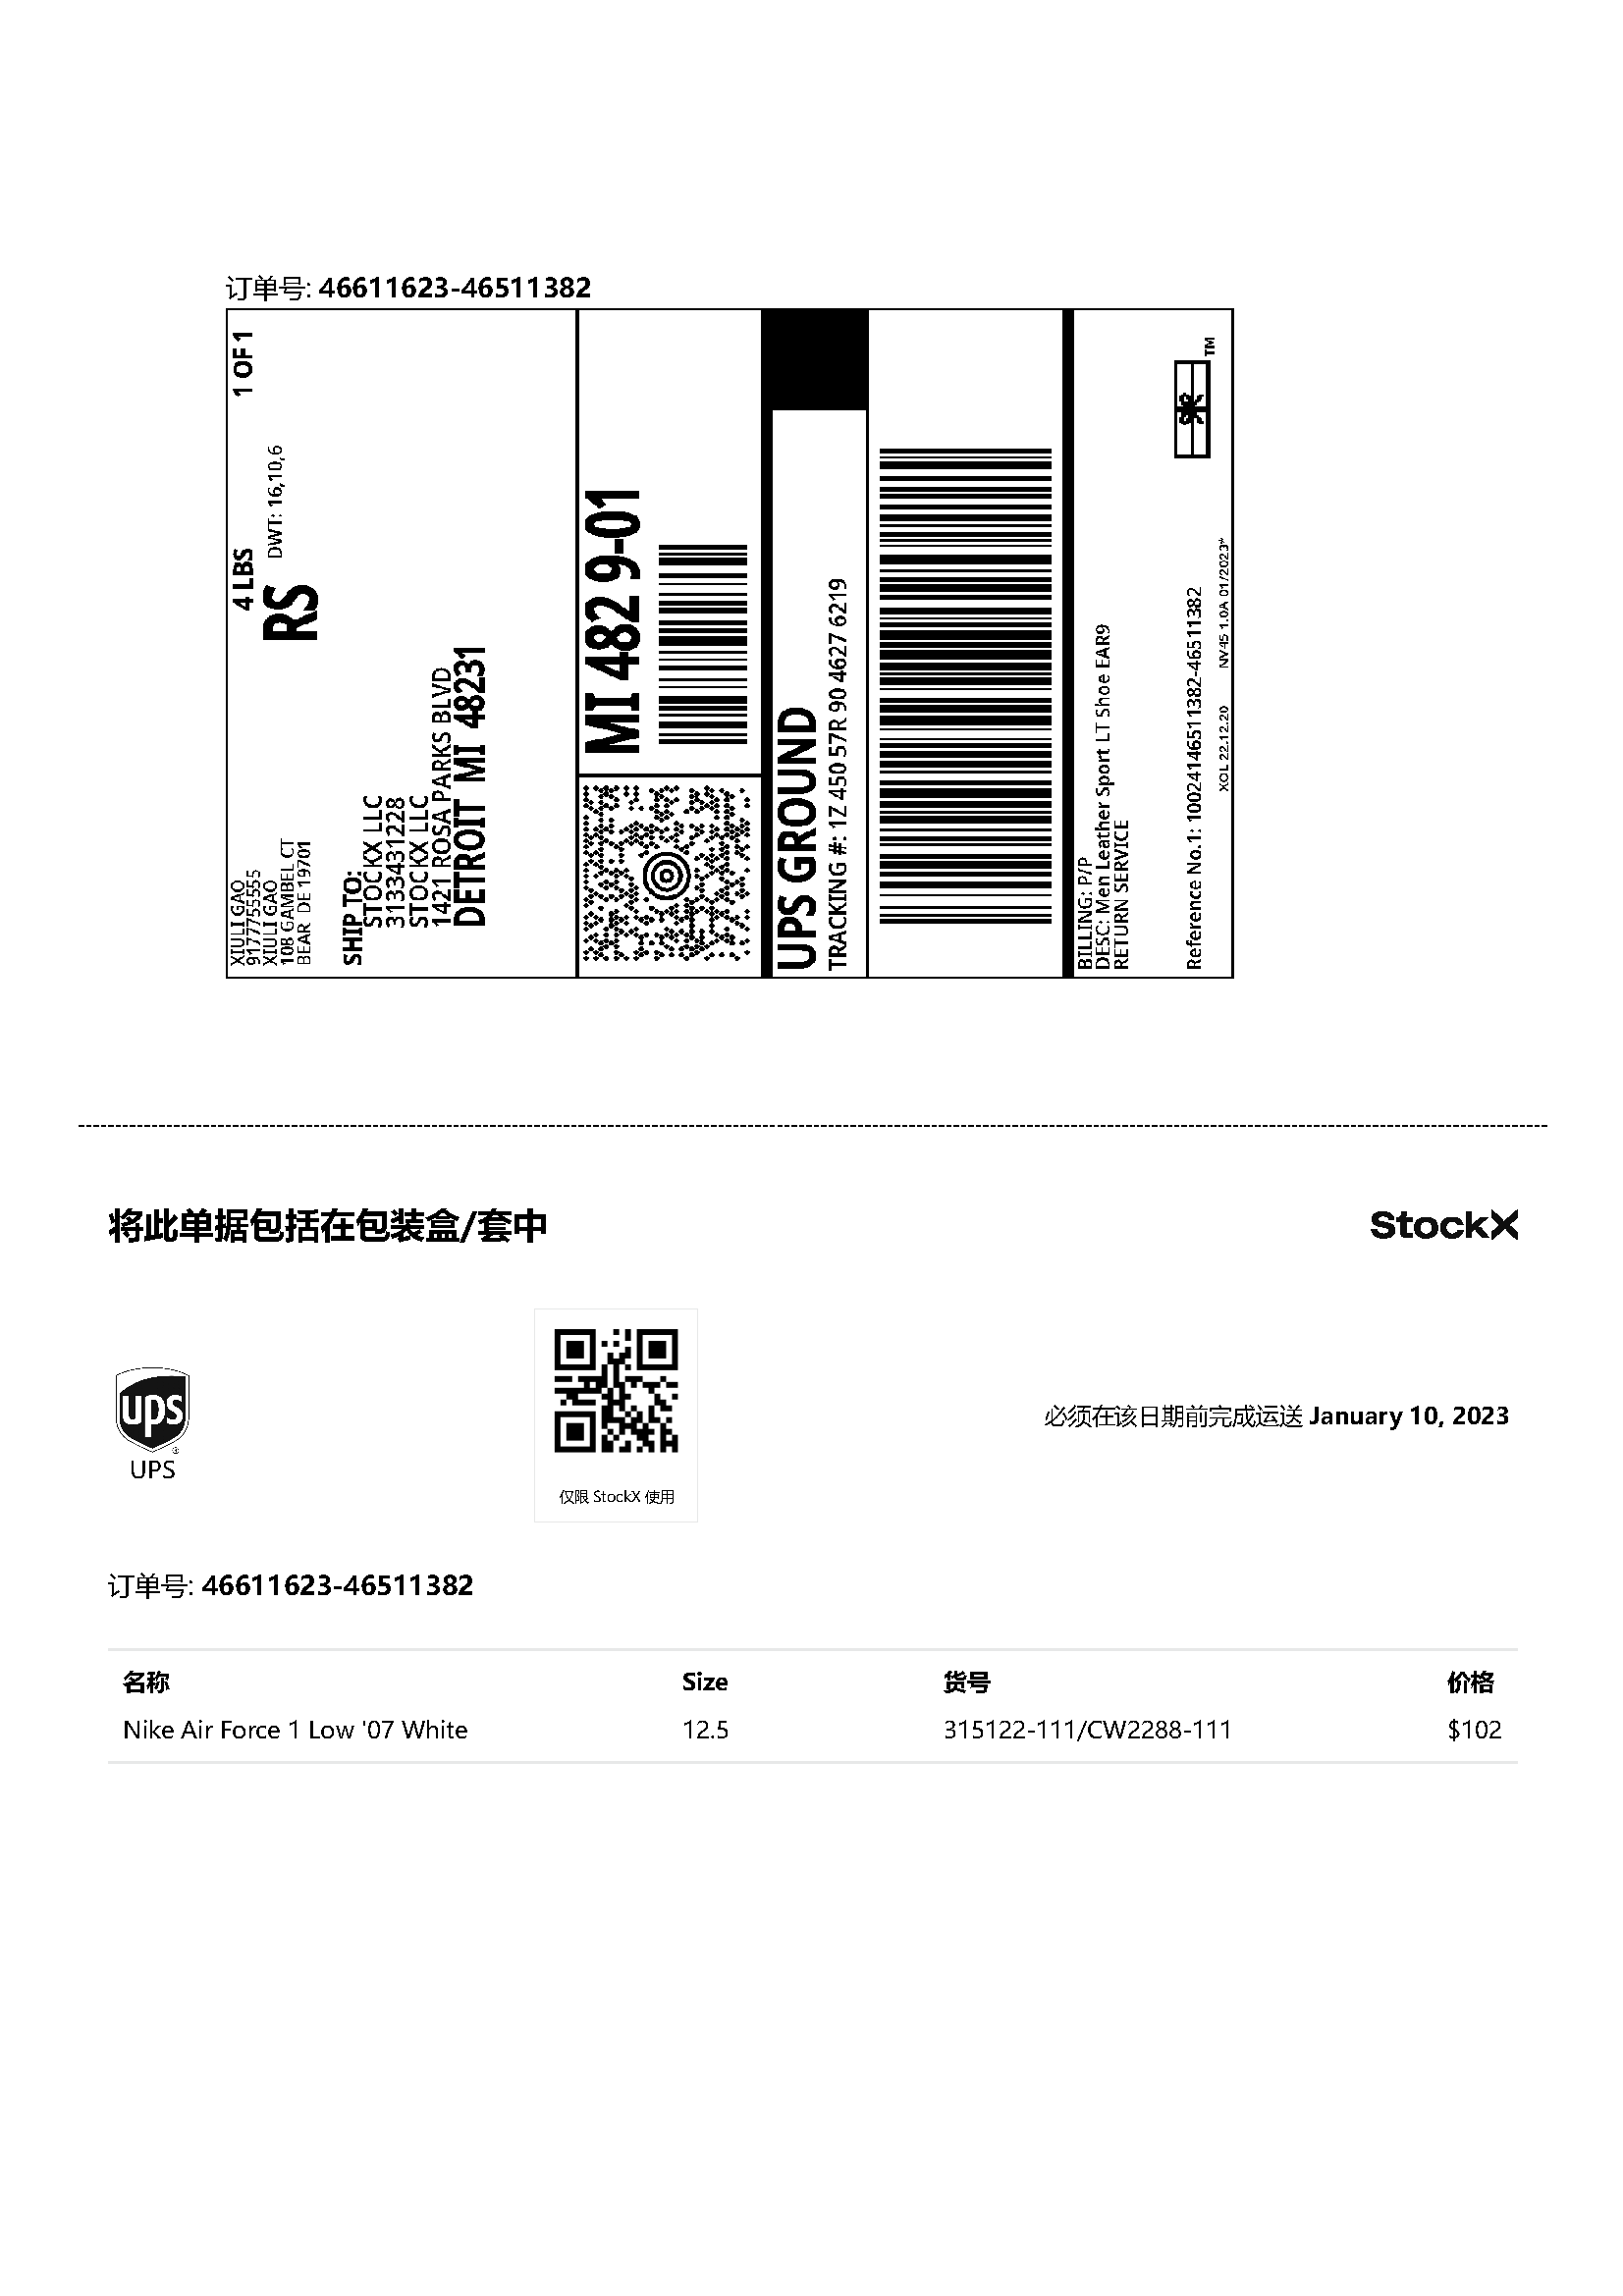 订单号: 46611623-46511382
XIULI GAO
9177755555
XIULI GAO
108 GAMBEL CT
BEAR DE 19701
4 LBS
1 OF 1
RS
DWT: 16,10,6
SHIP TO:
STOCKX LLC
3133431228
STOCKX LLC
1421 ROSA PARKS BLVD
DETROIT MI 48231
MI 482 9-01
UPS GROUND
TRACKING #: 1Z 450 57R 90 4627 6219
BILLING: P/P
DESC: Men Leather Sport LT Shoe EAR9
RETURN SERVICE
Reference No.1: 1002414651138​2-46511382
XOL 22.12.20 NV45 1.0A 01/2023*
TM
将此单据包括在包装盒/套中
StockX
ups
UPS
仅限 StockX 使用
必须在该日期前完成运送 January 10, 2023
订单号: 46611623-46511382
名称 Size 货号 价格
Nike Air Force 1 Low '07 White 12.5 315122-111/CW2288-111 $102